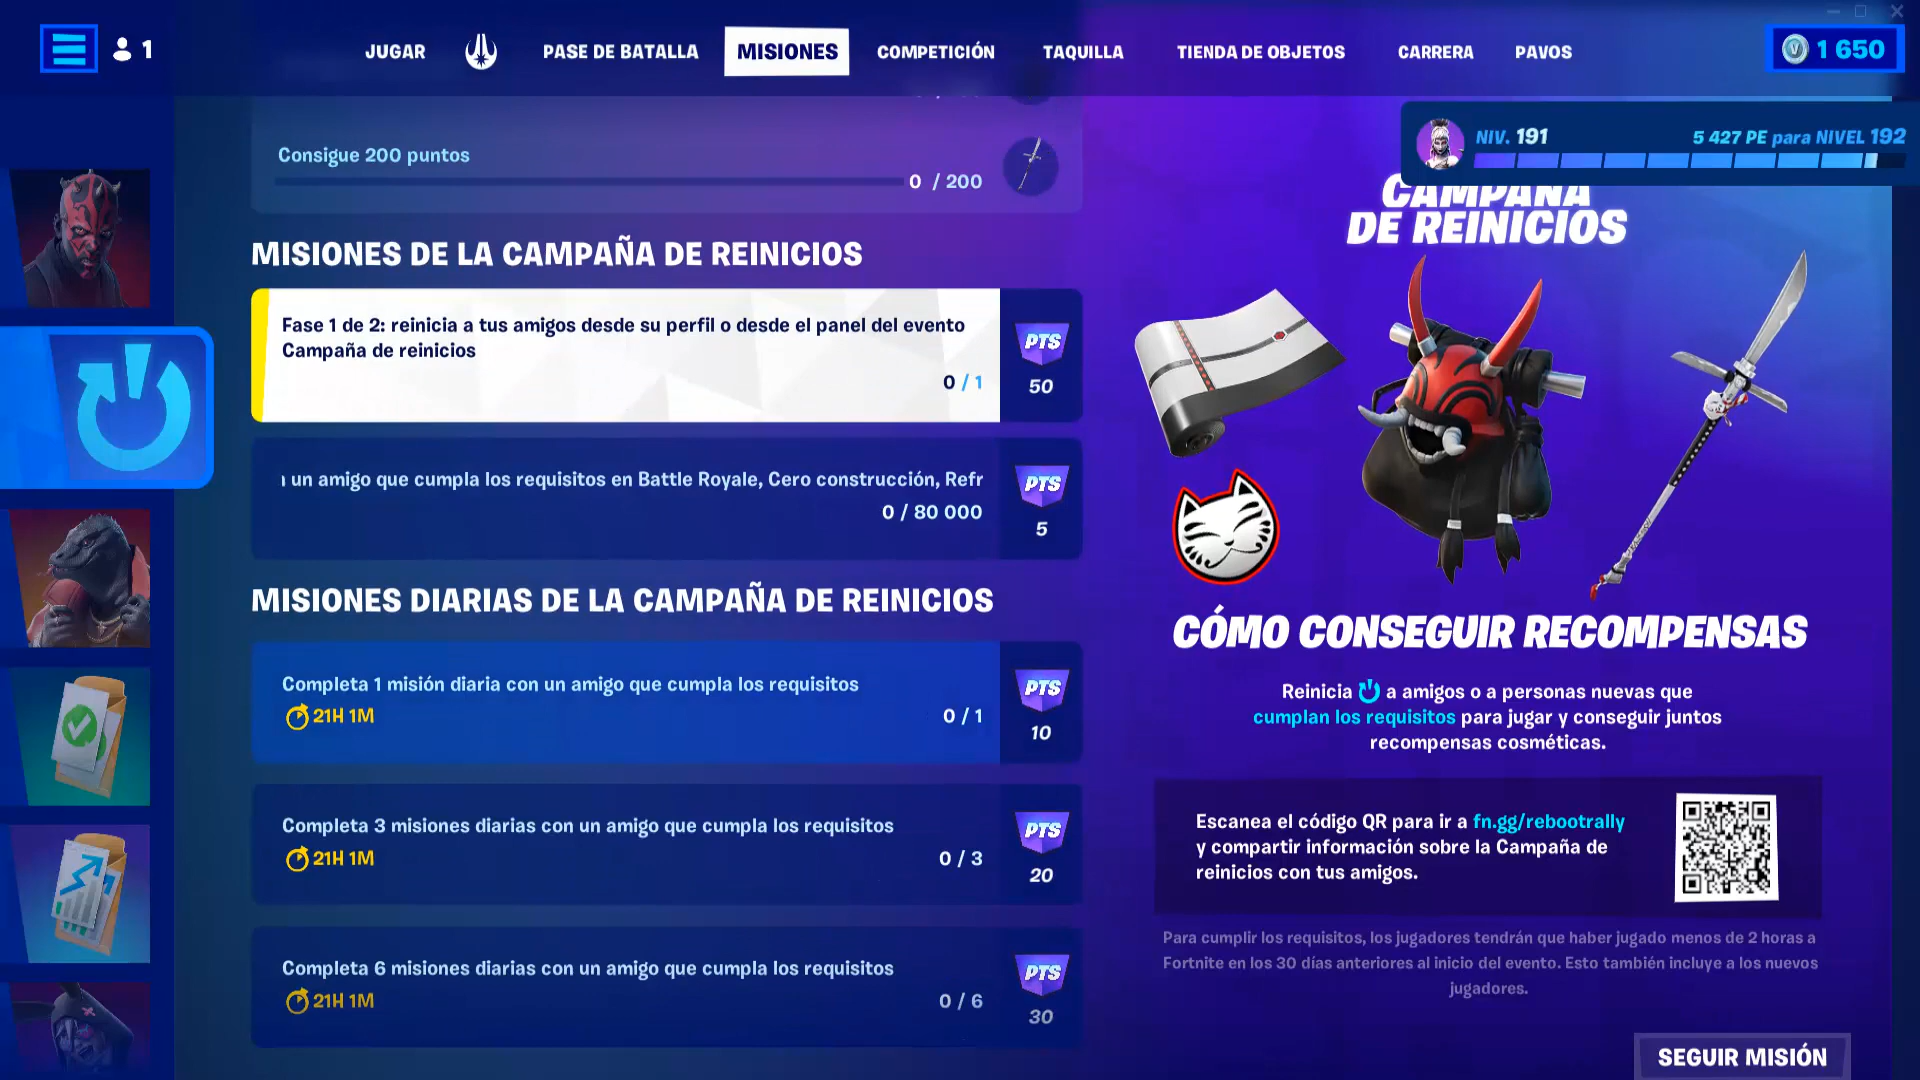 1
JUGAR
PASE DE BATALLA
MISIONES
COMPETICIÓN
TAQUILLA
TIENDA DE OBJETOS
CARRERA
PAVOS
V 1 650
NIV. 191
5 427 PE para NIVEL 192
Consigue 200 puntos
0 / 200
MISIONES DE LA CAMPAÑA DE REINICIOS
Fase 1 de 2: reinicia a tus amigos desde su perfil o desde el panel del evento
Campaña de reinicios
0 / 1
PTS
50
un amigo que cumpla los requisitos en Battle Royale, Cero construcción, Refr
0 / 80 000
PTS
5
MISIONES DIARIAS DE LA CAMPAÑA DE REINICIOS
Completa 1 misión diaria con un amigo que cumpla los requisitos
21H 1M
0 / 1
PTS
10
Completa 3 misiones diarias con un amigo que cumpla los requisitos
21H 1M
0 / 3
PTS
20
Completa 6 misiones diarias con un amigo que cumpla los requisitos
21H 1M
0 / 6
PTS
30
CAMPAÑA
DE REINICIOS
CÓMO CONSEGUIR RECOMPENSAS
Reinicia a amigos o a personas nuevas que
cumplan los requisitos para jugar y conseguir juntos
recompensas cosméticas.
Escanea el código QR para ir a fn.gg/rebootrally
y compartir información sobre la Campaña de
reinicios con tus amigos.
Para cumplir los requisitos, los jugadores tendrán que haber jugado menos de 2 horas a
Fortnite en los 30 días anteriores al inicio del evento. Esto también incluye a los nuevos
jugadores.
SEGUIR MISIÓN